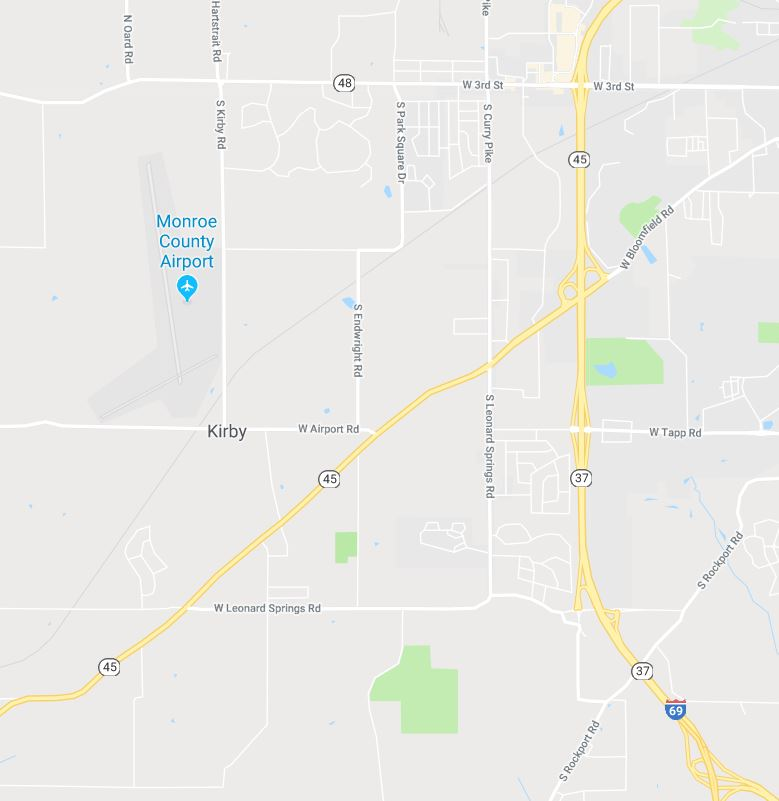 Pike
N Oard Rd
Hartstrait Rd
48
W 3rd St
W 3rd St
S Kirby Rd
S Park Square Dr
S Curry Pike
45
Monroe
County
Airport
W Bloomfield Rd
S Endwright Rd
Kirby
W Airport Rd
S Leonard Springs Rd
W Tapp Rd
45
37
S Rockport Rd
W Leonard Springs Rd
45
37
69
S Rockport Rd